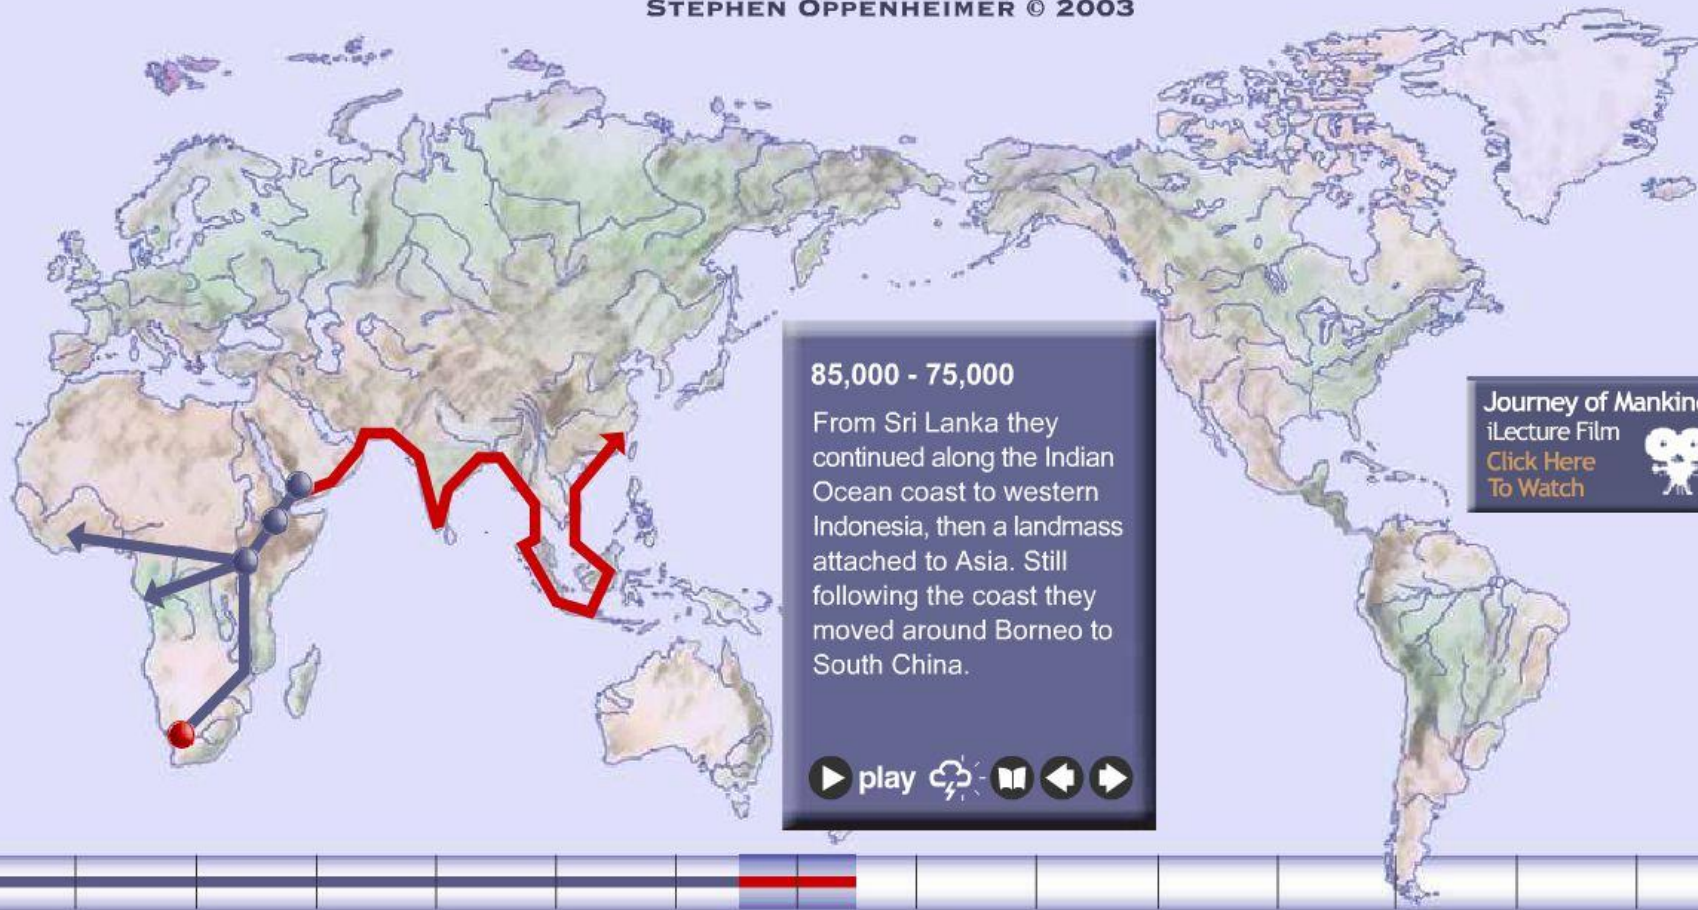 STEPHEN OPPENHEIMER © 2003
85,000 - 75,000
From Sri Lanka they
continued along the Indian
Ocean coast to western
Indonesia, then a landmass
attached to Asia. Still
following the coast they
moved around Borneo to
South China.
play
Journey of Mankin
iLecture Film
Click Here
To Watch